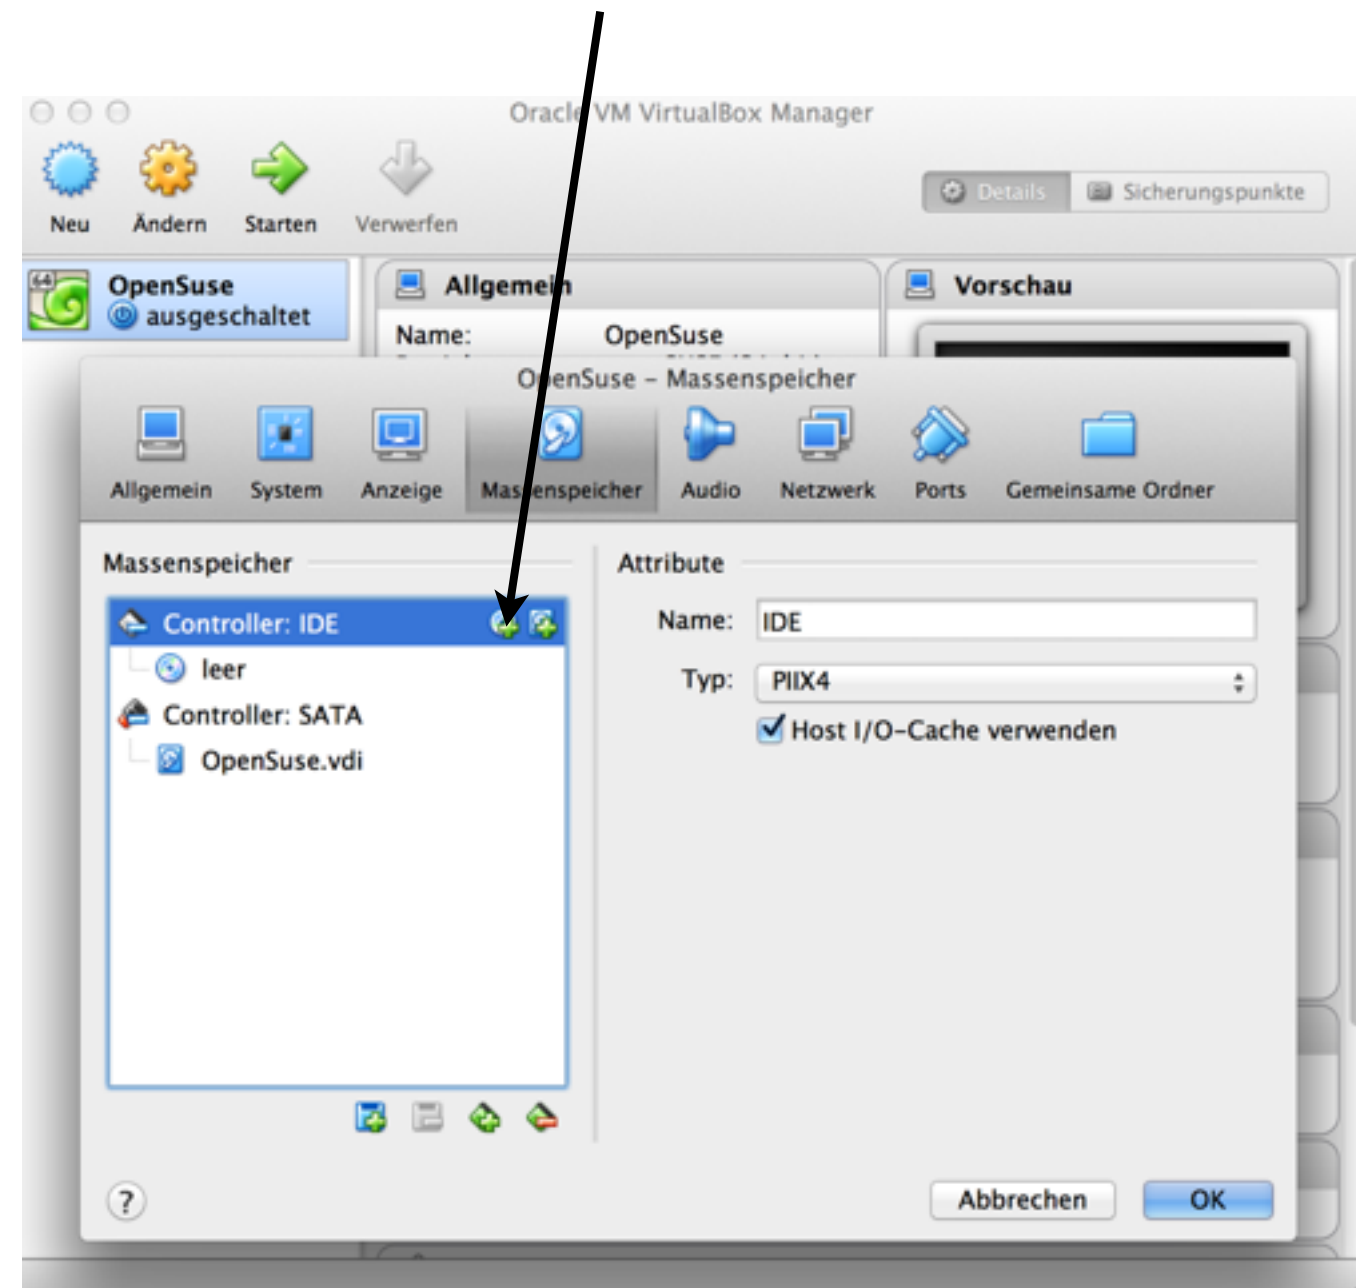 Oracle VM VirtualBox Manager
Neu Ändern Starten Verwerfen
Details Sicherungspunkte
64 OpenSuse
ausgeschaltet
Allgemein
Vorschau
Name: OpenSuse
OpenSuse – Massenspeicher
Allgemein System Anzeige Massenspeicher Audio Netzwerk Ports Gemeinsame Ordner
Massenspeicher
Attribute
Controller: IDE
leer
Controller: SATA
OpenSuse.vdi
Name: IDE
Typ: PIIX4
Host I/O-Cache verwenden
?
Abbrechen OK